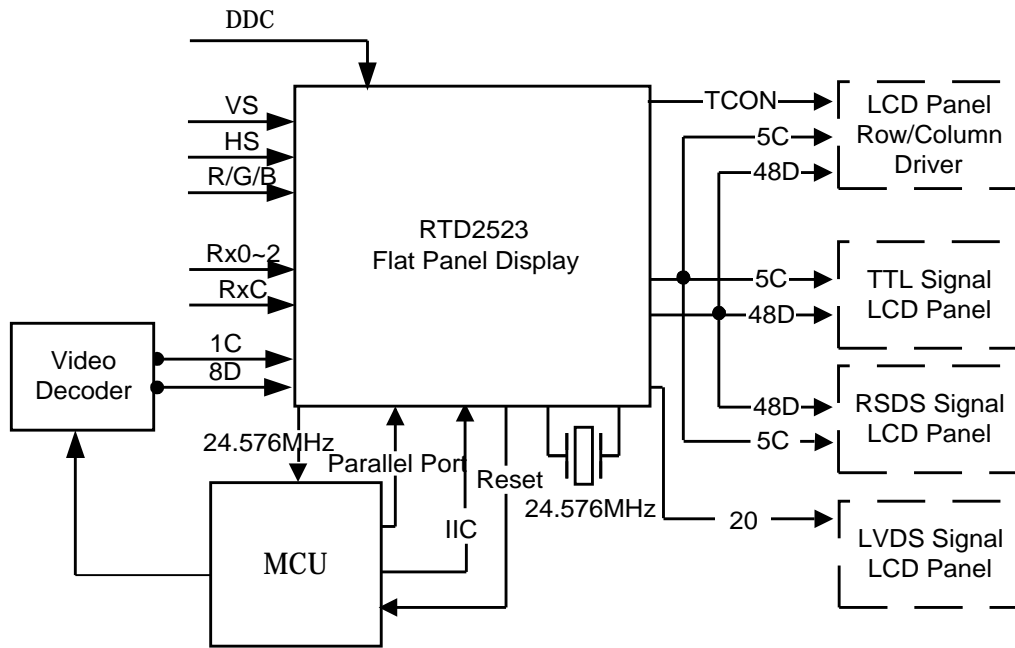 DDC
VS
HS
R/G/B
Rx0~2
RxC
1C
8D
Video
Decoder
RTD2523
Flat Panel Display
TCON
5C
48D
LCD Panel
Row/Column
Driver
5C
48D
TTL Signal
LCD Panel
48D
5C
RSDS Signal
LCD Panel
20
LVDS Signal
LCD Panel
24.576MHz
Parallel Port
Reset
24.576MHz
IIC
MCU